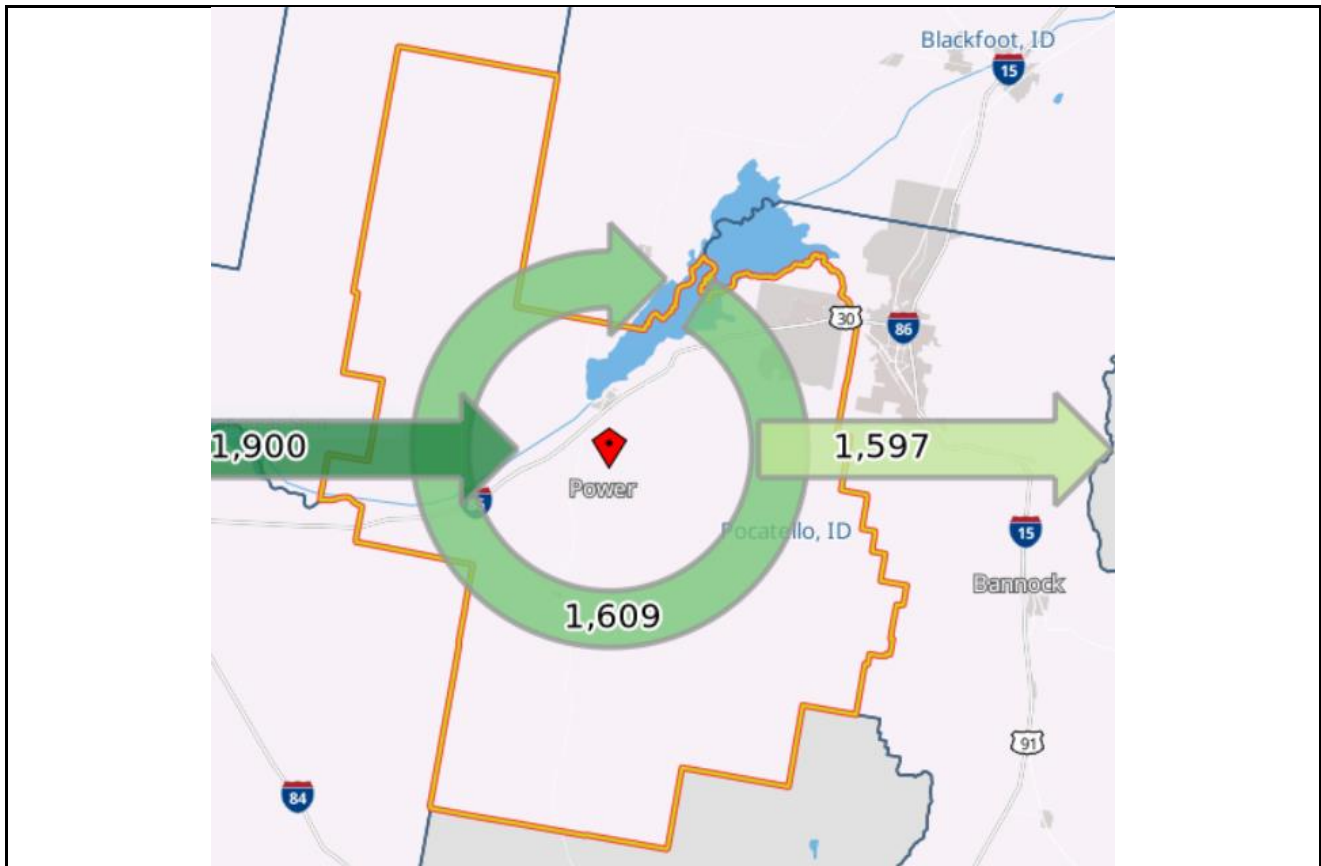 Blackfoot, ID
15
30
86
1,900
1,597
Power
Pocatello, ID
15
Bannock
1,609
91
84